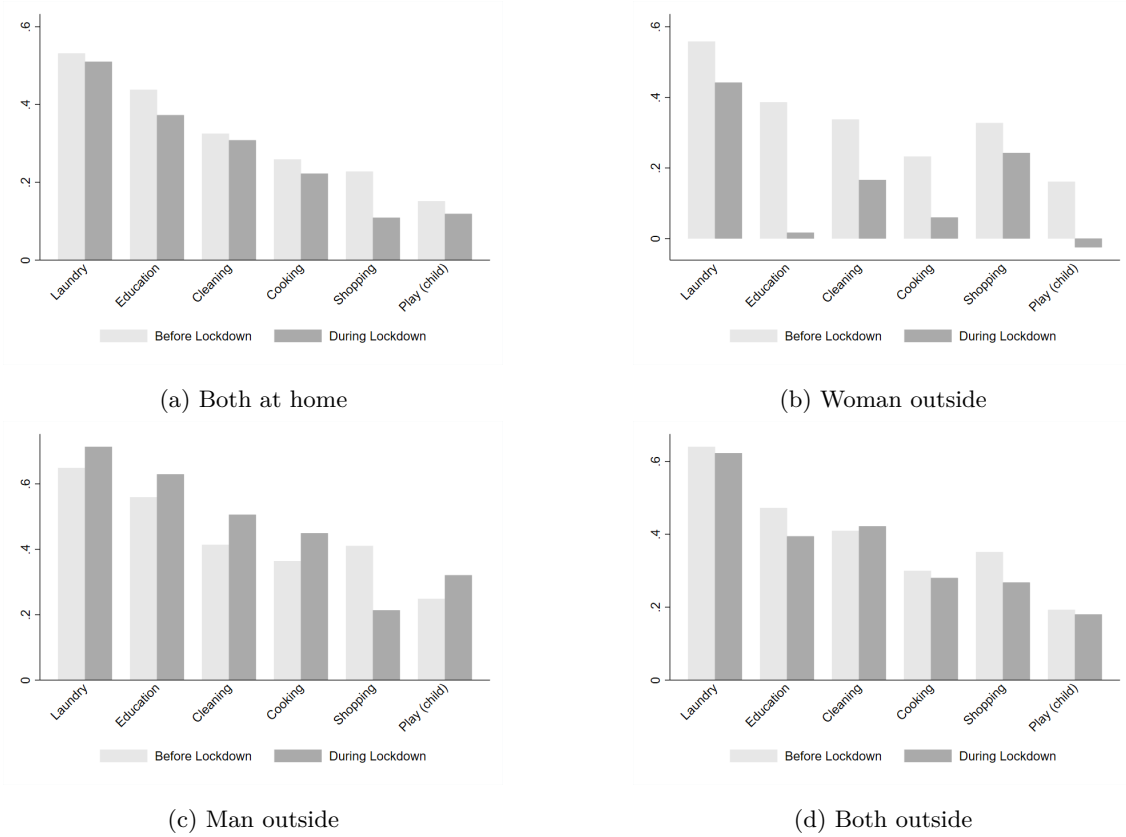 .6
.4
.2
0
Laundry Education Cleaning Cooking Shopping Play (child)
Before Lockdown During Lockdown
(a) Both at home
.6
.4
.2
0
Laundry Education Cleaning Cooking Shopping Play (child)
Before Lockdown During Lockdown
(b) Woman outside
.6
.4
.2
0
Laundry Education Cleaning Cooking Shopping Play (child)
Before Lockdown During Lockdown
(c) Man outside
.6
.4
.2
0
Laundry Education Cleaning Cooking Shopping Play (child)
Before Lockdown During Lockdown
(d) Both outside